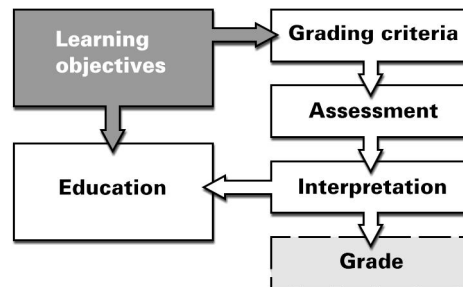 Learning
objectives
Grading criteria
Assessment
Education
Interpretation
Grade